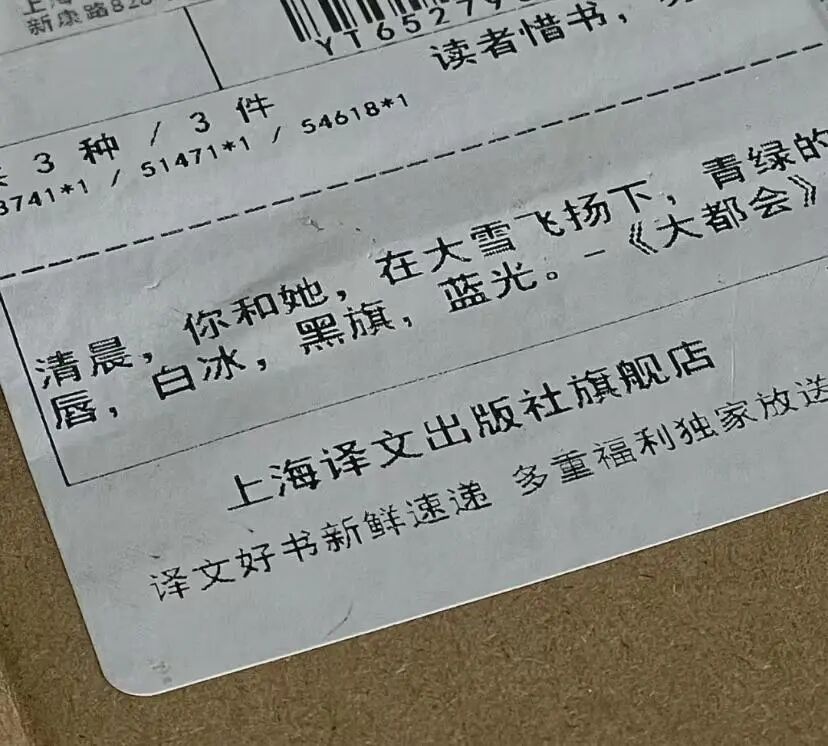 上海
新康路828
YT65279
读者惜书，
3 种 / 3 件
3741*1 / 51471*1 / 54618*1
清晨，你和她，在大雪飞扬下，青绿的
唇，白冰，黑旗，蓝光。-《大都会》
上海译文出版社旗舰店
译文好书新鲜速递 多重福利独家放送